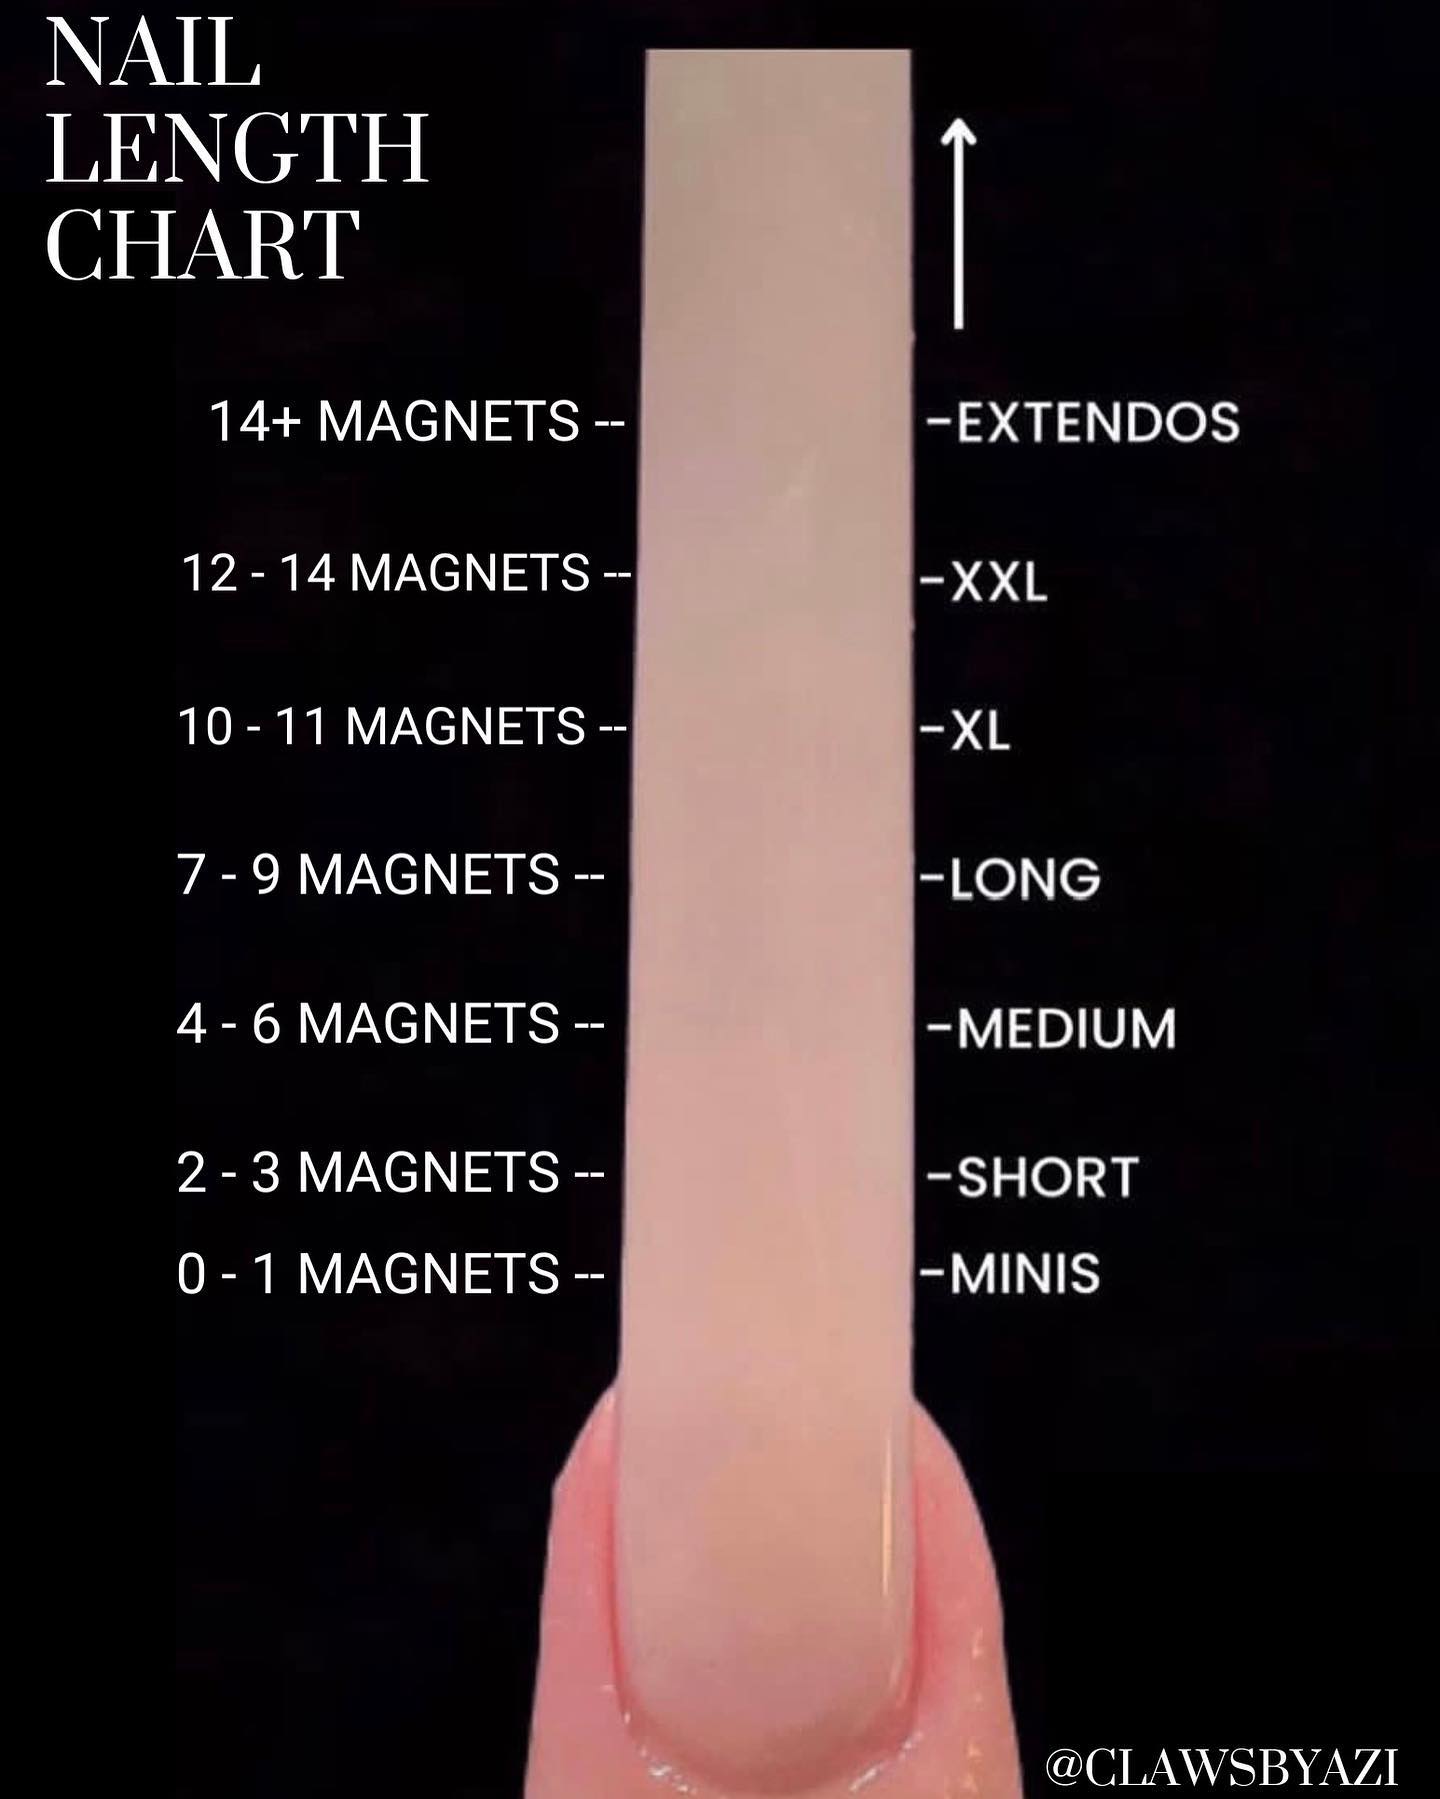 NAIL
LENGTH
CHART
14+ MAGNETS --
-EXTENDOS
12 - 14 MAGNETS --
-XXL
10 - 11 MAGNETS --
-XL
7 - 9 MAGNETS --
-LONG
4 - 6 MAGNETS --
-MEDIUM
2 - 3 MAGNETS --
-SHORT
0 - 1 MAGNETS --
-MINIS
@CLAWSBYAZI